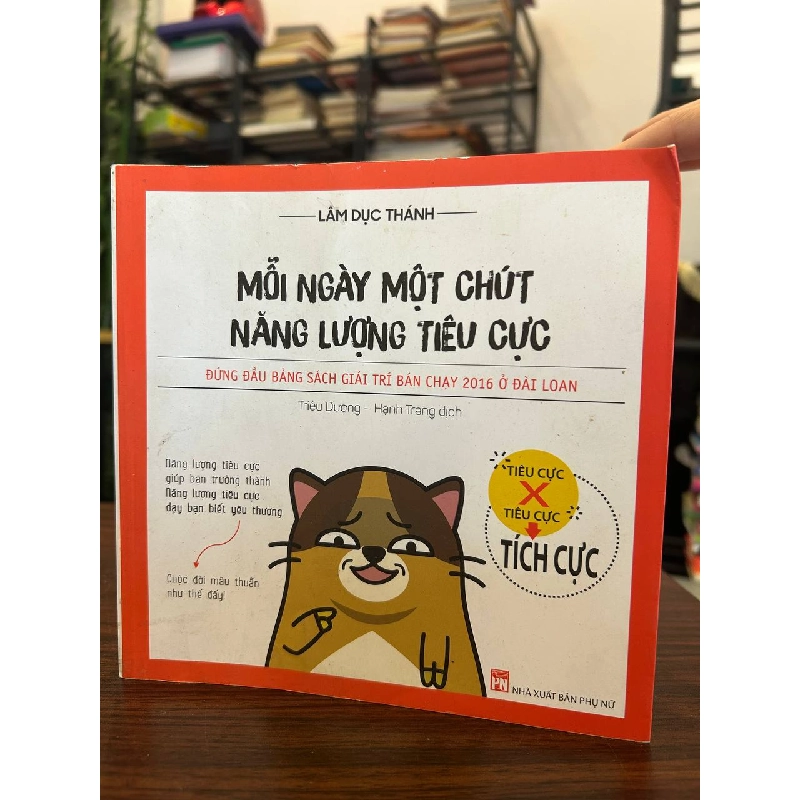 LÂM DỤC THÁNH
MỖI NGÀY MỘT CHÚT
NĂNG LƯỢNG TIÊU CỰC
ĐỨNG ĐẦU BẢNG SÁCH GIẢI TRÍ BÁN CHẠY 2016 Ở ĐÀI LOAN
Triệu Dương - Hạnh Trang dịch
Năng lượng tiêu cực
giúp bạn trưởng thành
Năng lượng tiêu cực
dạy bạn biết yêu thương
Cuộc đời mâu thuẫn
như thế đấy!
TIÊU CỰC
X
TIÊU CỰC
TÍCH CỰC
PN
NHÀ XUẤT BẢN PHỤ NỮ